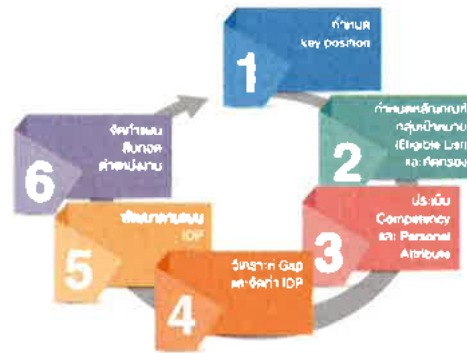 1
กำหนด
key position
2
กำหนดหลักเกณฑ์
กลุ่มเป้าหมาย
(Eligible List)
และคัดกรอง
3
ประเมิน
Competency
และ Personal
Attribute
4
วิเคราะห์ Gap
และจัดทำ IDP
5
พัฒนาตามแผน
IDP
6
จัดทำแผน
สืบทอด
ตำแหน่งงาน